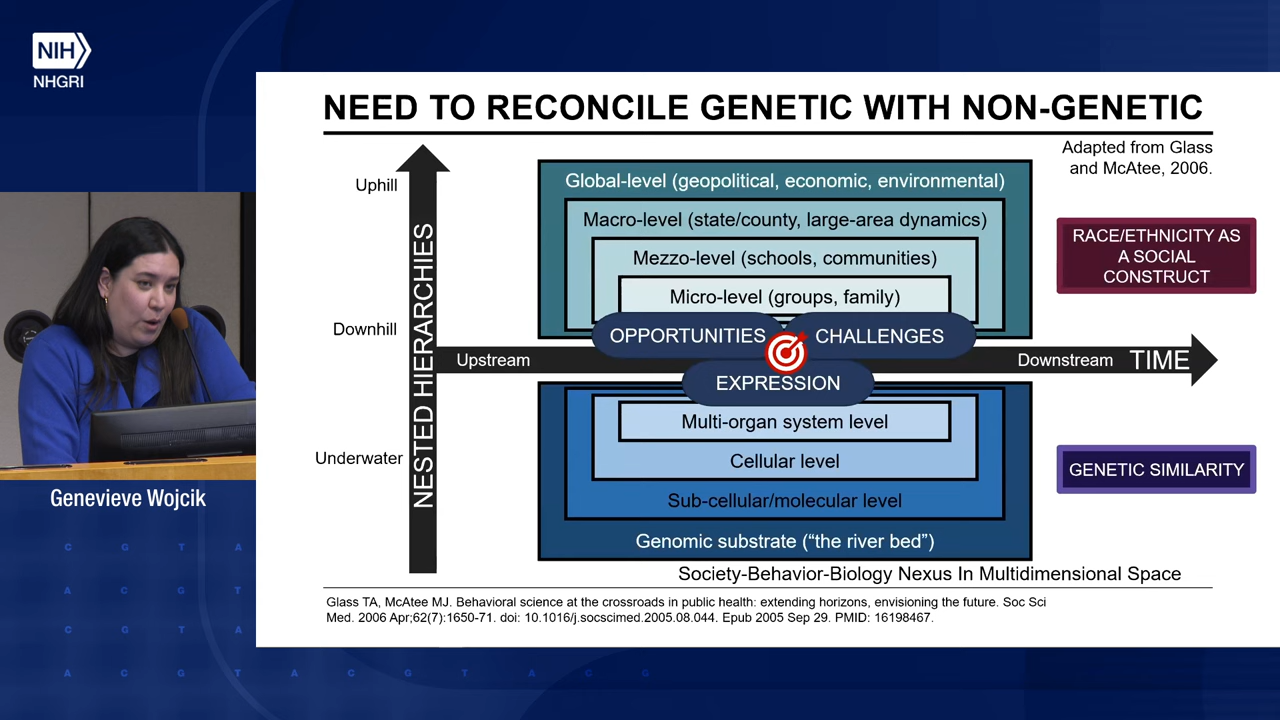 NIH
NHGRI
NEED TO RECONCILE GENETIC WITH NON-GENETIC
Adapted from Glass
and McAtee, 2006.
Uphill
Downhill
Underwater
NESTED HIERARCHIES
Global-level (geopolitical, economic, environmental)
Macro-level (state/county, large-area dynamics)
Mezzo-level (schools, communities)
Micro-level (groups, family)
OPPORTUNITIES
CHALLENGES
EXPRESSION
Upstream
Downstream
TIME
Multi-organ system level
Cellular level
Sub-cellular/molecular level
Genomic substrate (“the river bed”)
RACE/ETHNICITY AS
A SOCIAL
CONSTRUCT
GENETIC SIMILARITY
Society-Behavior-Biology Nexus In Multidimensional Space
Glass TA, McAtee MJ. Behavioral science at the crossroads in public health: extending horizons, envisioning the future. Soc Sci
Med. 2006 Apr;62(7):1650-71. doi: 10.1016/j.socscimed.2005.08.044. Epub 2005 Sep 29. PMID: 16198467.
Genevieve Wojcik
C G T A
A C G T
C G T A
A C G T A C G T A C G